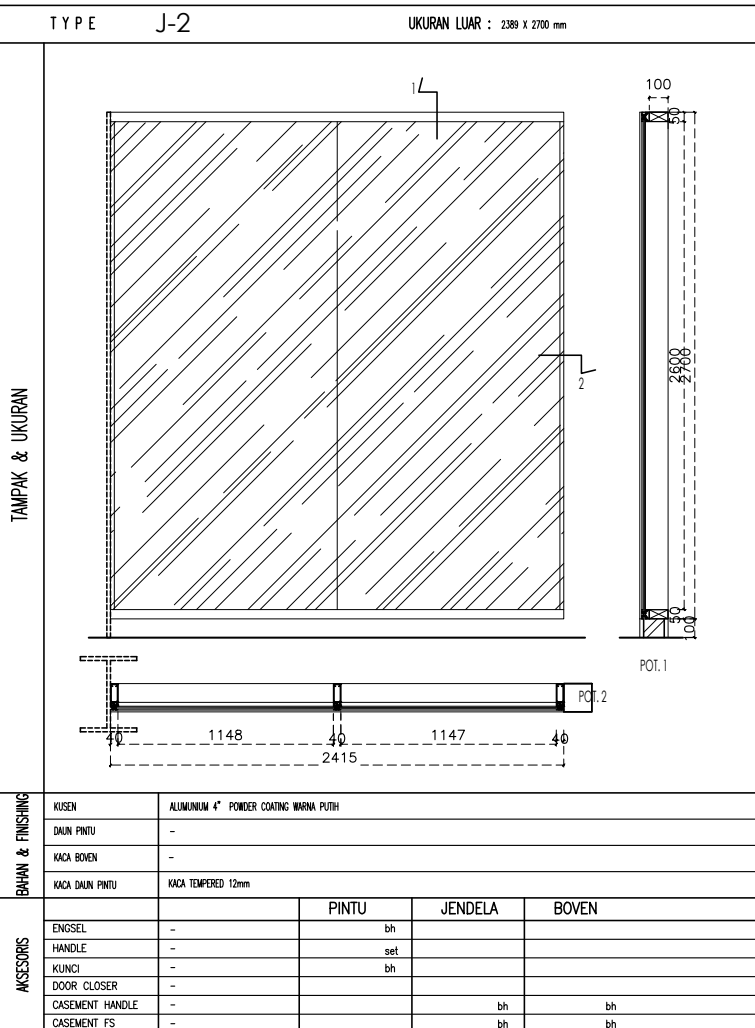 TYPE J-2 UKURAN LUAR : 2389 X 2700 mm
TAMPAK & UKURAN
1
2
100
50
2600
2700
50
100
POT. 1
POT. 2
40 1148 40 1147 40
2415
BAHAN & FINISHING
KUSEN ALUMUNIUM 4" POWDER COATING WARNA PUTIH
DAUN PINTU -
KACA BOVEN -
KACA DAUN PINTU KACA TEMPERED 12mm
AKSESORIS
PINTU JENDELA BOVEN
ENGSEL - bh
HANDLE - set
KUNCI - bh
DOOR CLOSER -
CASEMENT HANDLE - bh bh
CASEMENT FS - bh bh